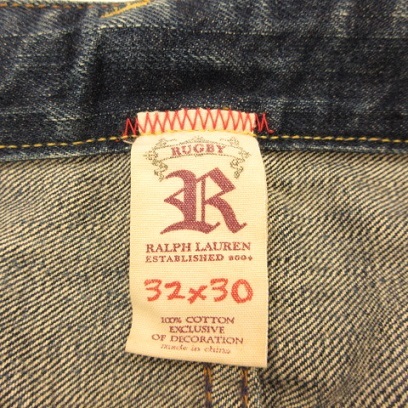 RUGBY
R
RALPH LAUREN
ESTABLISHED 2004
32x30
100% COTTON
EXCLUSIVE
OF DECORATION
made in china